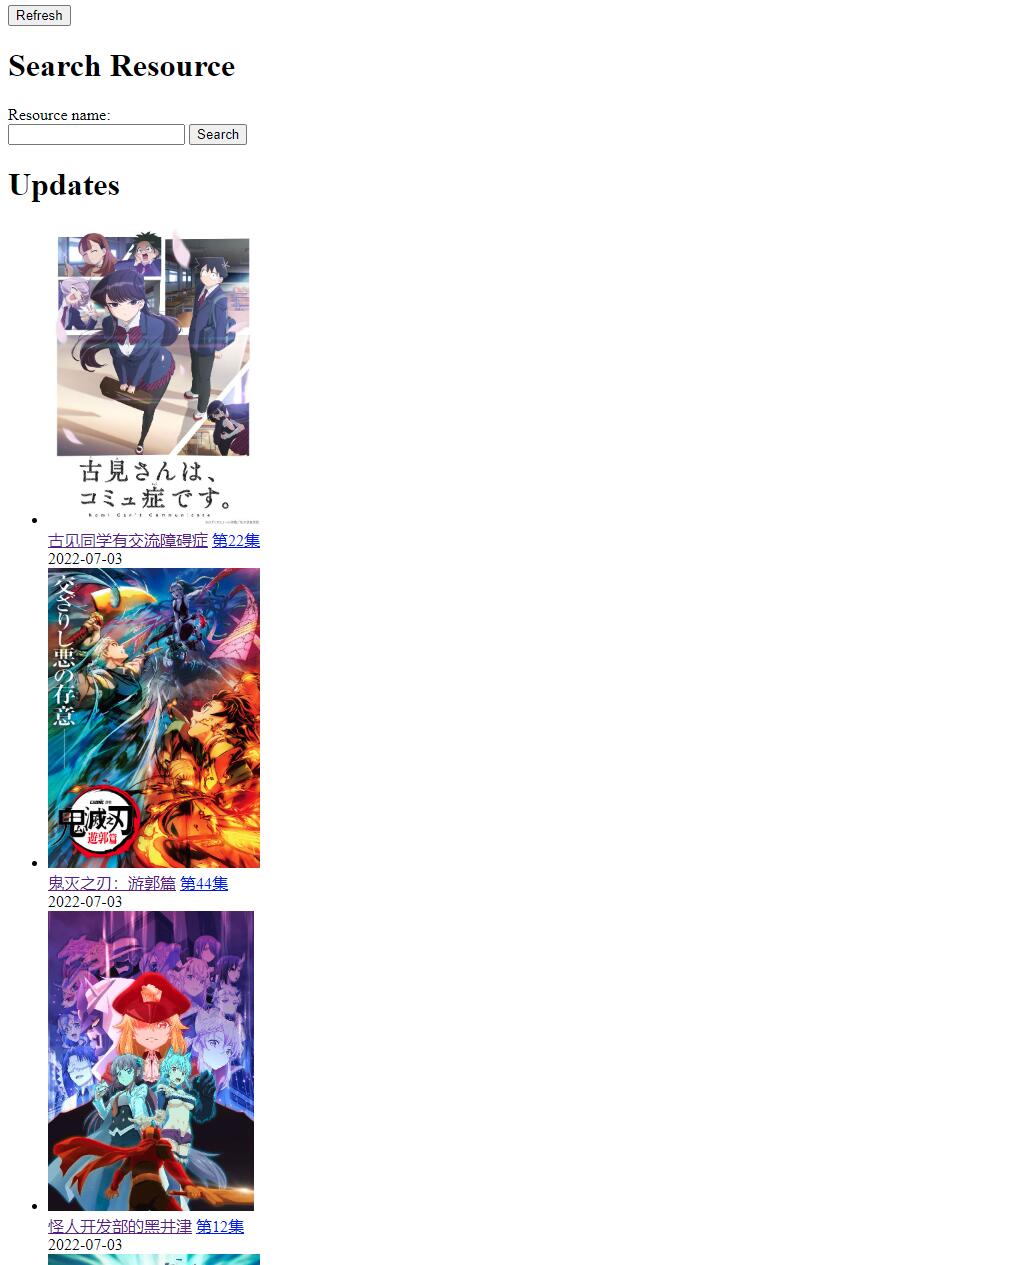 Refresh
Search Resource
Resource name:
Search
Updates
古見さんは、
コミュ症です。
Komi Can't Communicate
古见同学有交流障碍症 第22集
2022-07-03
交ざりし悪の存意
鬼滅之刃
遊郭篇
鬼灭之刃：游郭篇 第44集
2022-07-03
怪人开发部的黑井津 第12集
2022-07-03